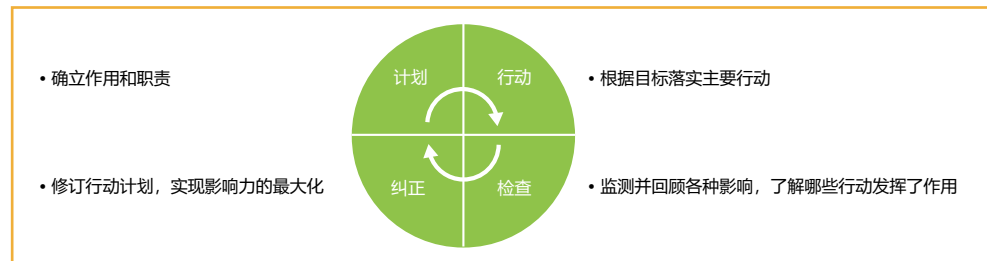 • 确立作用和职责
计划
行动
• 根据目标落实主要行动
• 修订行动计划，实现影响力的最大化
纠正
检查
• 监测并回顾各种影响，了解哪些行动发挥了作用